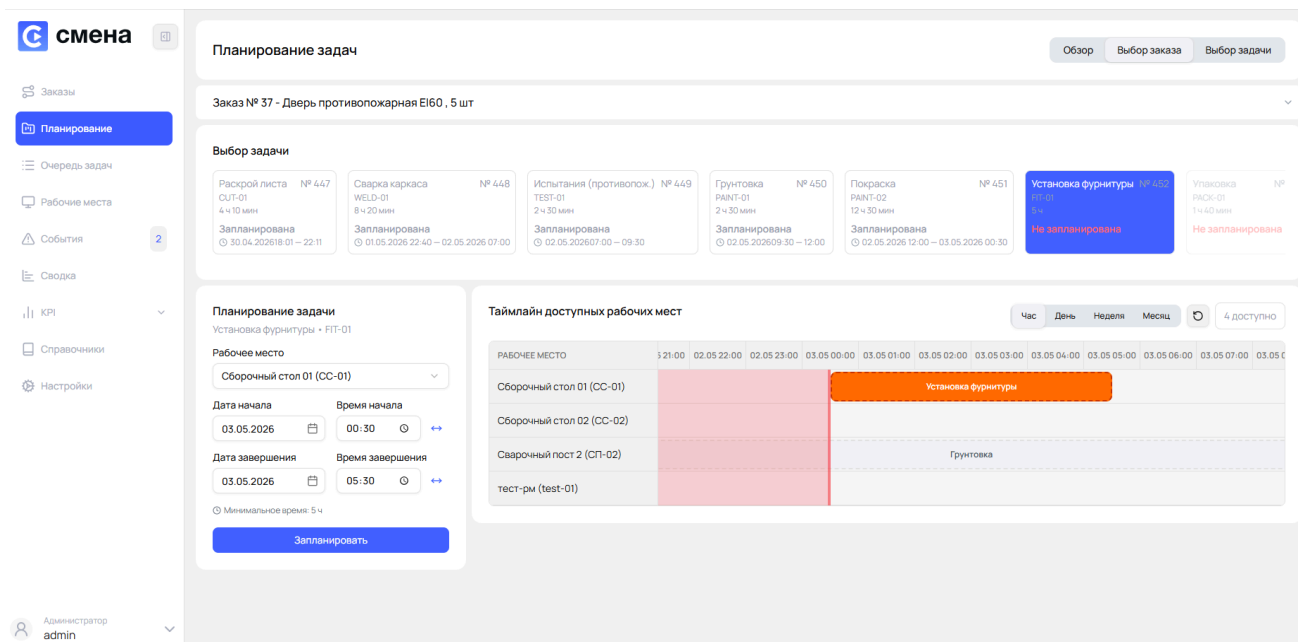 смена
Планирование задач
Обзор Выбор заказа Выбор задачи
Заказы
Планирование
Очередь задач
Рабочие места
События 2
Сводка
KPI
Справочники
Настройки
Администратор
admin
Заказ № 37 - Дверь противопожарная EI60 , 5 шт
Выбор задачи
Раскрой листа № 447
CUT-01
4 ч 10 мин
Запланирована
30.04.202618:01 – 22:11
Сварка каркаса № 448
WELD-01
8 ч 20 мин
Запланирована
01.05.2026 22:40 – 02.05.2026 07:00
Испытания (противопож.) № 449
TEST-01
2 ч 30 мин
Запланирована
02.05.202607:00 – 09:30
Грунтовка № 450
PAINT-01
2 ч 30 мин
Запланирована
02.05.202609:30 – 12:00
Покраска № 451
PAINT-02
12 ч 30 мин
Запланирована
02.05.2026 12:00 – 03.05.2026 00:30
Установка фурнитуры № 452
FIT-01
5 ч
Не запланирована
Упаковка №
PACK-01
1 ч 40 мин
Не запланирована
Планирование задачи
Установка фурнитуры • FIT-01
Рабочее место
Сборочный стол 01 (СС-01)
Дата начала Время начала
03.05.2026 00:30
Дата завершения Время завершения
03.05.2026 05:30
Минимальное время: 5 ч
Запланировать
Таймлайн доступных рабочих мест
Час День Неделя Месяц 4 доступно
РАБОЧЕЕ МЕСТО 5 21:00 02.05 22:00 02.05 23:00 03.05 00:00 03.05 01:00 03.05 02:00 03.05 03:00 03.05 04:00 03.05 05:00 03.05 06:00 03.05 07:00 03.05
Сборочный стол 01 (СС-01) Установка фурнитуры
Сборочный стол 02 (СС-02)
Сварочный пост 2 (СП-02) Грунтовка
тест-рм (test-01)